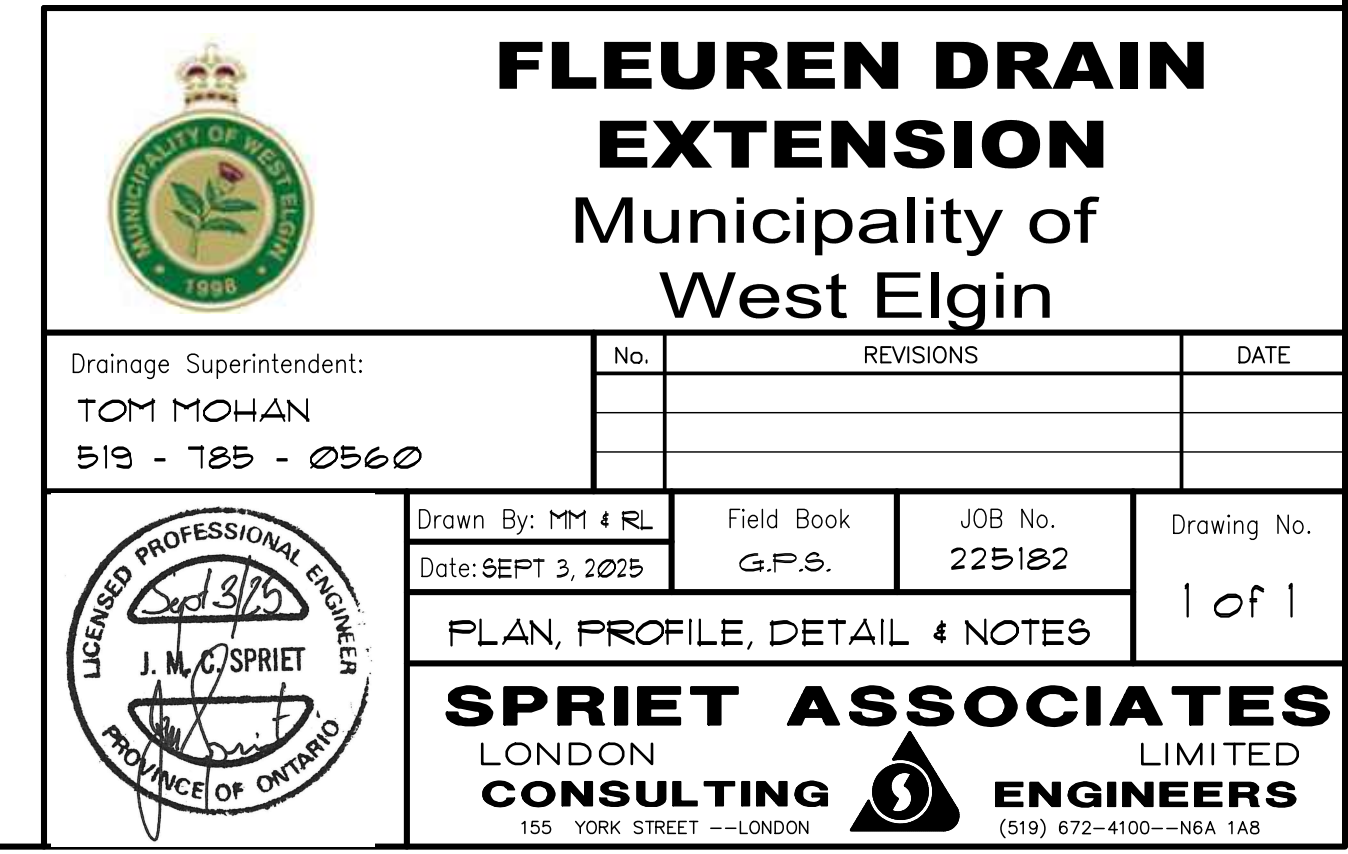 FLEUREN DRAIN
EXTENSION
Municipality of
West Elgin
MUNICIPALITY OF WEST ELGIN
1998
Drainage Superintendent:
TOM MOHAN
519 - 785 - 0560
No. REVISIONS DATE
LICENSED PROFESSIONAL ENGINEER
Sept 3/25
J. M. C. SPRIET
PROVINCE OF ONTARIO
Drawn By: MM & RL
Date: SEPT 3, 2025
Field Book
G.P.S.
JOB No.
225182
Drawing No.
1 of 1
PLAN, PROFILE, DETAIL & NOTES
SPRIET ASSOCIATES
LONDON LIMITED
CONSULTING ENGINEERS
155 YORK STREET --LONDON (519) 672-4100--N6A 1A8